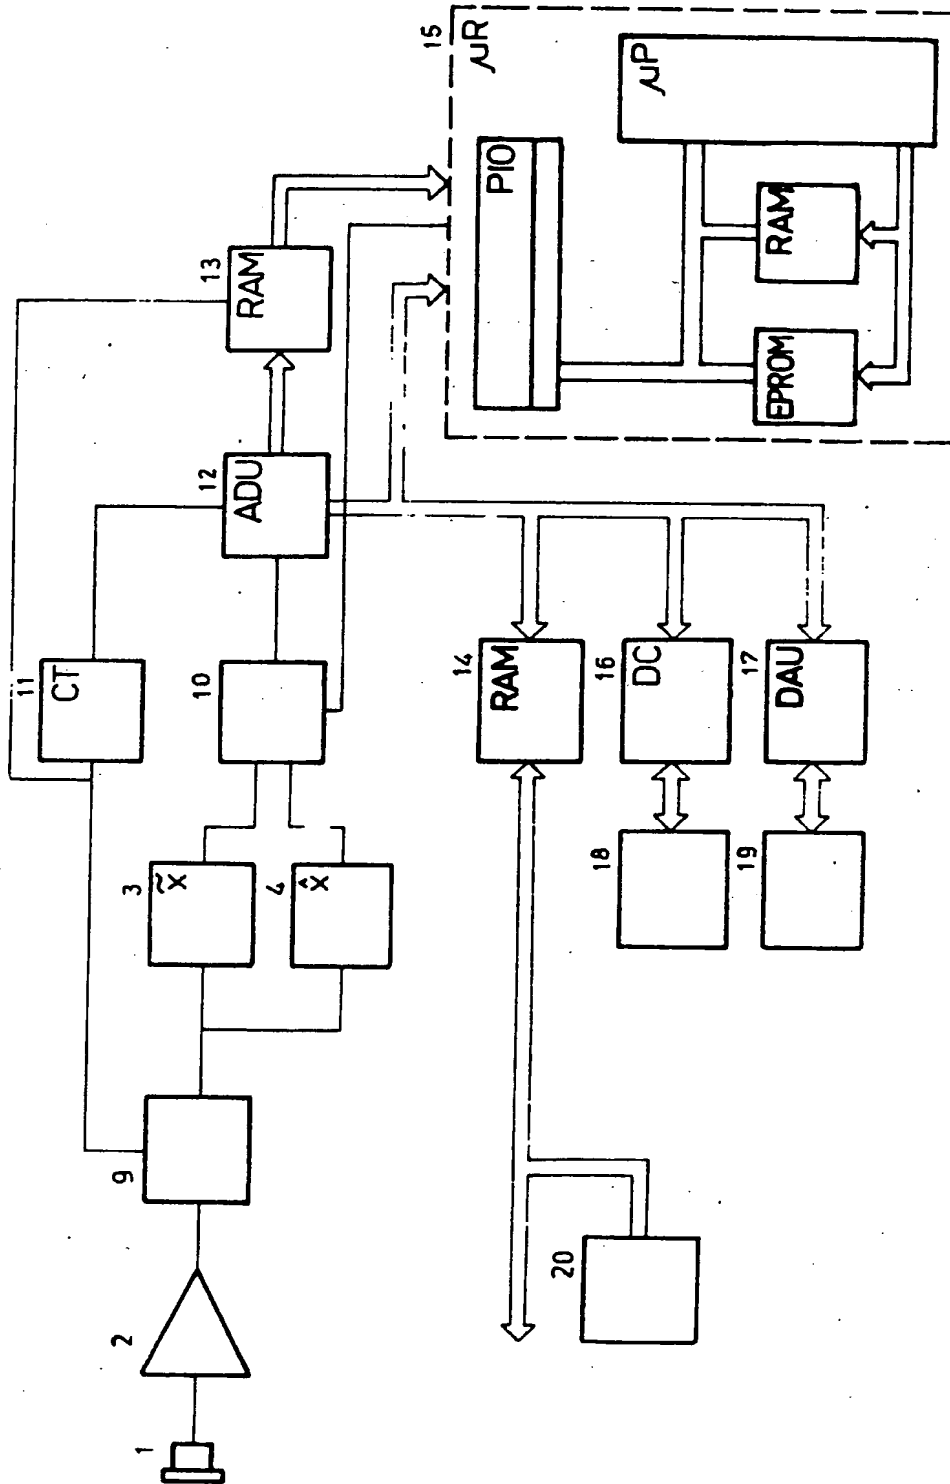 1
2
9
3
x̃
4
x̂
11
CT
10
12
ADU
13
RAM
14
RAM
16
DC
17
DAU
18
19
20
15
μR
PIO
μP
RAM
EPROM